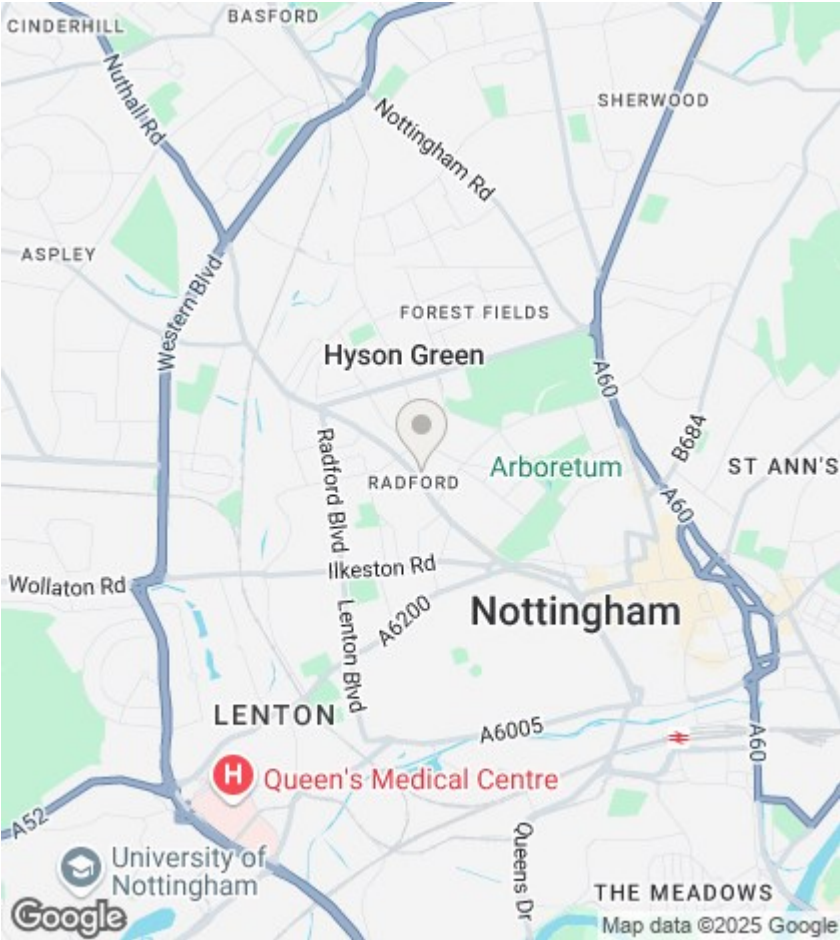 BASFORD
CINDERHILL
Nuthall Rd
SHERWOOD
Nottingham Rd
ASPLEY
Western Blvd
FOREST FIELDS
Hyson Green
A60
B684
Radford Blvd
RADFORD
Arboretum
ST ANN'S
A60
Ilkeston Rd
Wollaton Rd
Lenton Blvd
A6200
Nottingham
LENTON
A6005
A60
H
Queen's Medical Centre
A52
Queens Dr
University of
Nottingham
THE MEADOWS
Google
Map data ©2025 Google